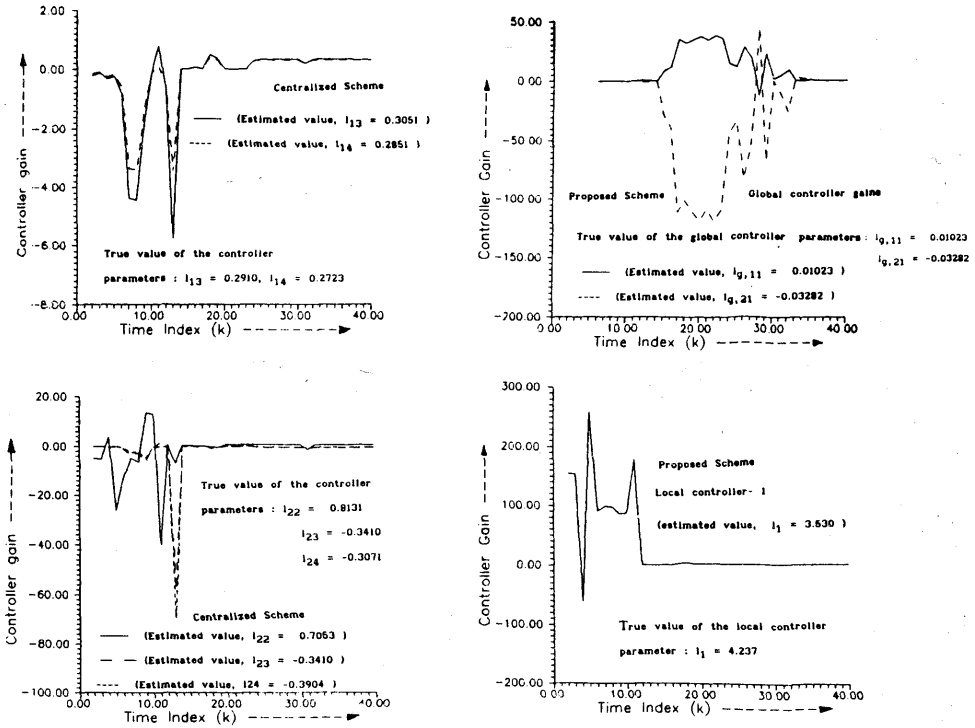 2.00
0.00
-2.00
-4.00
-6.00
-8.00
0.00 10.00 20.00 30.00 40.00
Controller gain
Time Index (k)
Centralized Scheme
(Estimated value, l13 = 0.3051 )
(Estimated value, l14 = 0.2851
True value of the controller
parameters : l13 = 0.2910, l14 = 0.2723
50.00
0.00
-50.00
-100.00
-150.00
-200.00
0.00 10.00 20.00 30.00 40.00
Controller Gain
Time Index (k)
Proposed Scheme
Global controller gains
True value of the global controller parameters : lg,11 = 0.01023
lg,21 = -0.03282
(Estimated value, lg,11 = 0.01023 )
(Estimated value, lg,21 = -0.03282 )
20.00
0.00
-20.00
-40.00
-60.00
-80.00
-100.00
0.00 10.00 20.00 30.00 40.00
Controller gain
Time Index (k)
True value of the controller
parameters : l22 = 0.8131
l23 = -0.3410
l24 = -0.3071
Centralized Scheme
(Estimated value, l22 = 0.7053 )
(Estimated value, l23 = -0.3410 )
(Estimated value, l24 = -0.3904 )
300.00
200.00
100.00
0.00
-100.00
-200.00
0.00 10.00 20.00 30.00 40.00
Controller Gain
Time Index (k)
Proposed Scheme
Local controller- 1
(estimated value, l1 = 3.530 )
True value of the local controller
parameter : l1 = 4.237